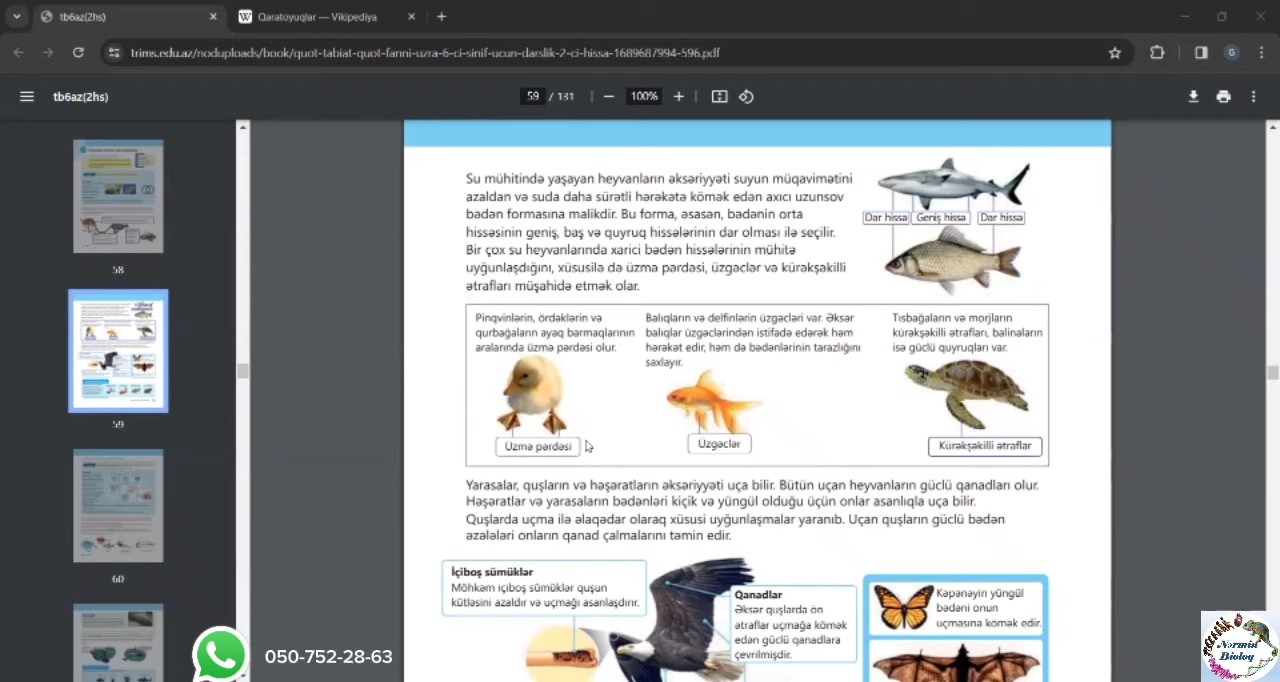 tb6az(2hs)
Qaratoyuqlar — Vikipediya
trims.edu.az/noduploads/book/quot-tabiat-quot-fanni-uzra-6-ci-sinif-ucun-darslik-2-ci-hissa-1689687994-596.pdf
G
tb6az(2hs)
59 / 131
100%
58
59
60
Su mühitində yaşayan heyvanların əksəriyyəti suyun müqavimətini
azaldan və suda daha sürətli hərəkətə kömək edən axıcı uzunsov
bədən formasına malikdir. Bu forma, əsasən, bədənin orta
hissəsinin geniş, baş və quyruq hissələrinin dar olması ilə seçilir.
Bir çox su heyvanlarında xarici bədən hissələrinin mühitə
uyğunlaşdığını, xüsusilə də üzmə pərdəsi, üzgəclər və kürəkşəkilli
ətrafları müşahidə etmək olar.
Dar hissə
Geniş hissə
Dar hissə
Pinqvinlərin, ördəklərin və
qurbağaların ayaq barmaqlarının
aralarında üzmə pərdəsi olur.
Üzmə pərdəsi
Balıqların və delfinlərin üzgəcləri var. Əksər
balıqlar üzgəclərindən istifadə edərək həm
hərəkət edir, həm də bədənlərinin tarazlığını
saxlayır.
Üzgəclər
Tısbağaların və morjların
kürəkşəkilli ətrafları, balinaların
isə güclü quyruqları var.
Kürəkşəkilli ətraflar
Yarasalar, quşların və həşəratların əksəriyyəti uça bilir. Bütün uçan heyvanların güclü qanadları olur.
Həşəratlar və yarasaların bədənləri kiçik və yüngül olduğu üçün onlar asanlıqla uça bilir.
Quşlarda uçma ilə əlaqədar olaraq xüsusi uyğunlaşmalar yaranıb. Uçan quşların güclü bədən
əzələləri onların qanad çalmalarını təmin edir.
İçiboş sümüklər
Möhkəm içiboş sümüklər quşun
kütləsini azaldır və uçmağı asanlaşdırır.
Qanadlar
Əksər quşlarda ön
ətraflar uçmağa kömək
edən güclü qanadlara
çevrilmişdir.
Kəpənəyin yüngül
bədəni onun
uçmasına kömək edir.
050-752-28-63
Nərmin
Bioloq